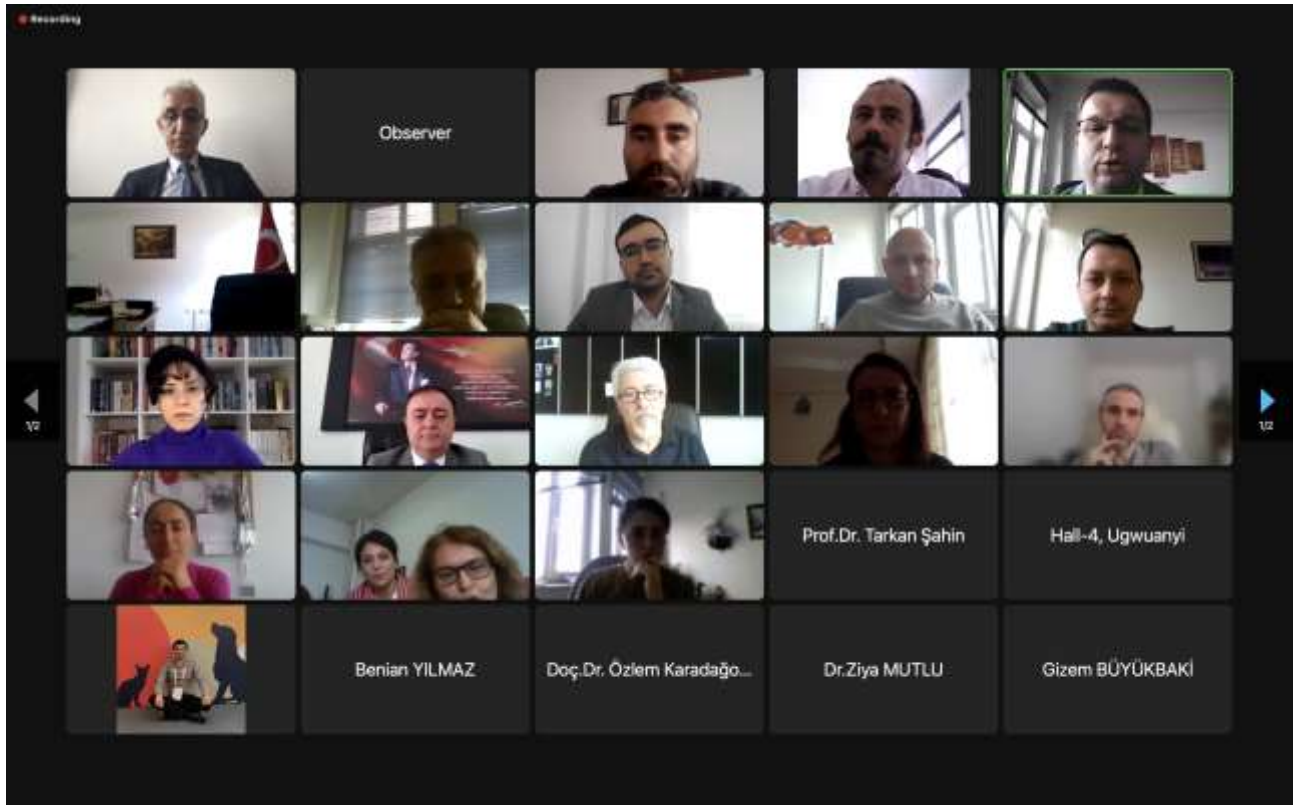 Recording
Observer
Prof.Dr. Tarkan Şahin
Hall-4, Ugwuanyi
Benian YILMAZ
Doç.Dr. Özlem Karadağo...
Dr.Ziya MUTLU
Gizem BÜYÜKBAKİ
1/2
1/2